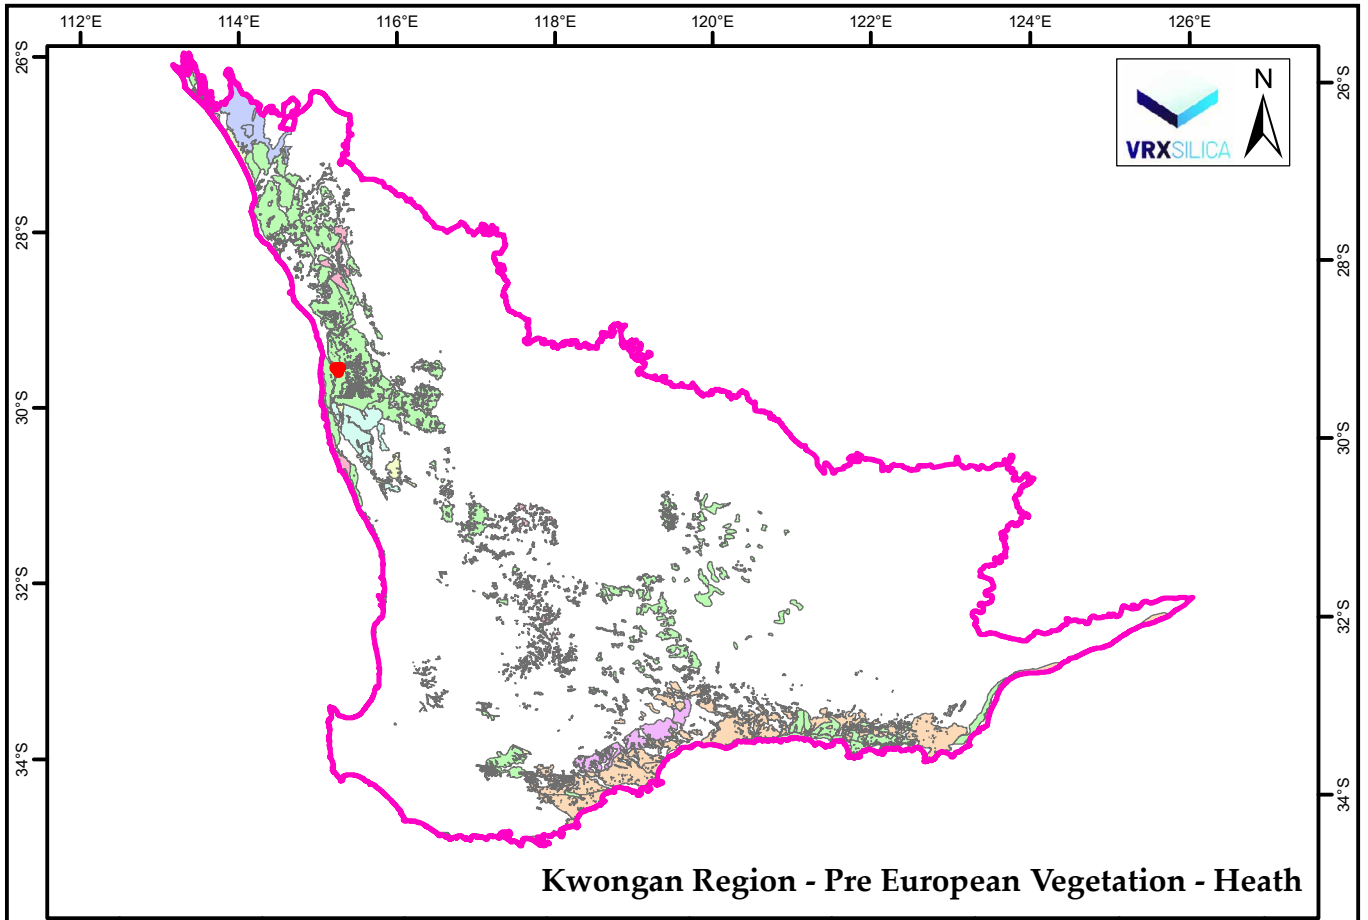 112°E 114°E 116°E 118°E 120°E 122°E 124°E 126°E
26°S
26°S
N
VRXSILICA
28°S
28°S
30°S
30°S
32°S
32°S
34°S
34°S
Kwongan Region - Pre European Vegetation - Heath